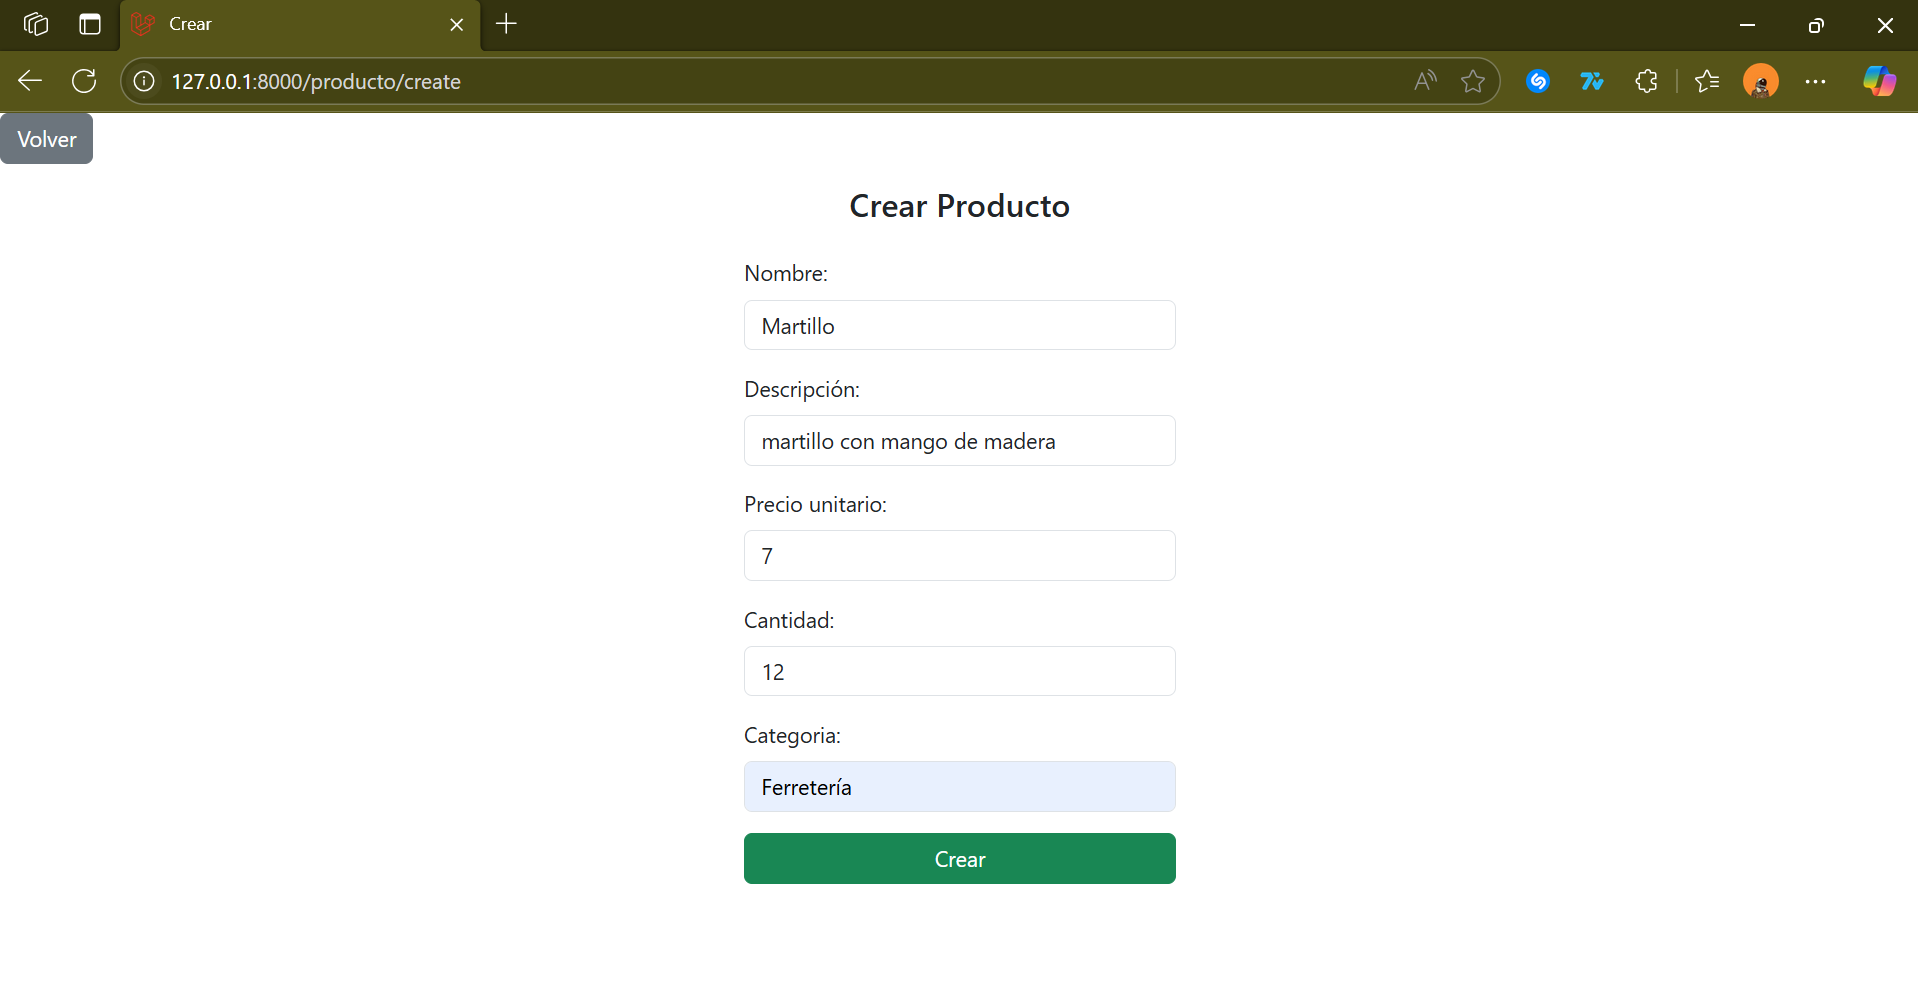 Crear
127.0.0.1:8000/producto/create
Volver
Crear Producto
Nombre:
Martillo
Descripción:
martillo con mango de madera
Precio unitario:
7
Cantidad:
12
Categoria:
Ferretería
Crear